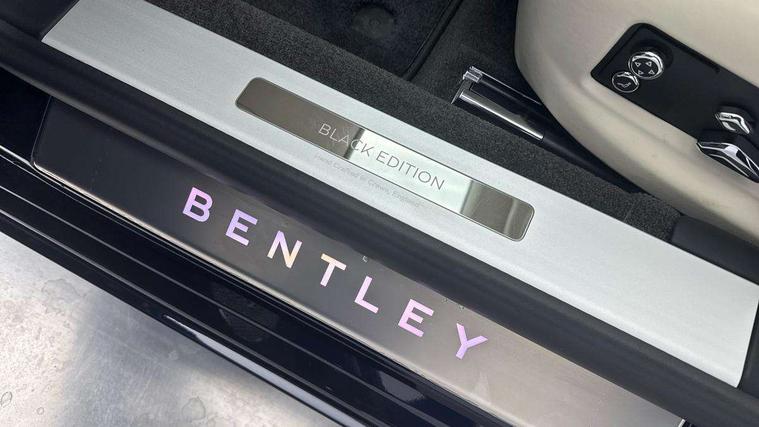 BLACK EDITION
Hand Crafted in Crewe, England
BENTLEY